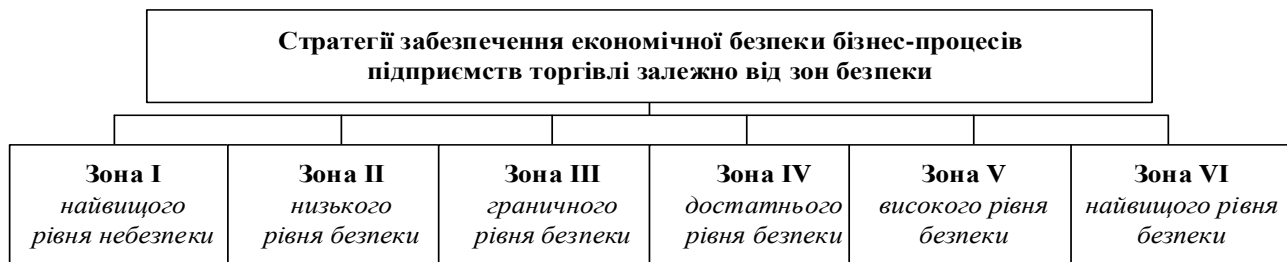 Стратегії забезпечення економічної безпеки бізнес-процесів
підприємств торгівлі залежно від зон безпеки
Зона I
найвищого
рівня небезпеки
Зона II
низького
рівня безпеки
Зона III
граничного
рівня безпеки
Зона IV
достатнього
рівня безпеки
Зона V
високого рівня
безпеки
Зона VI
найвищого рівня
безпеки